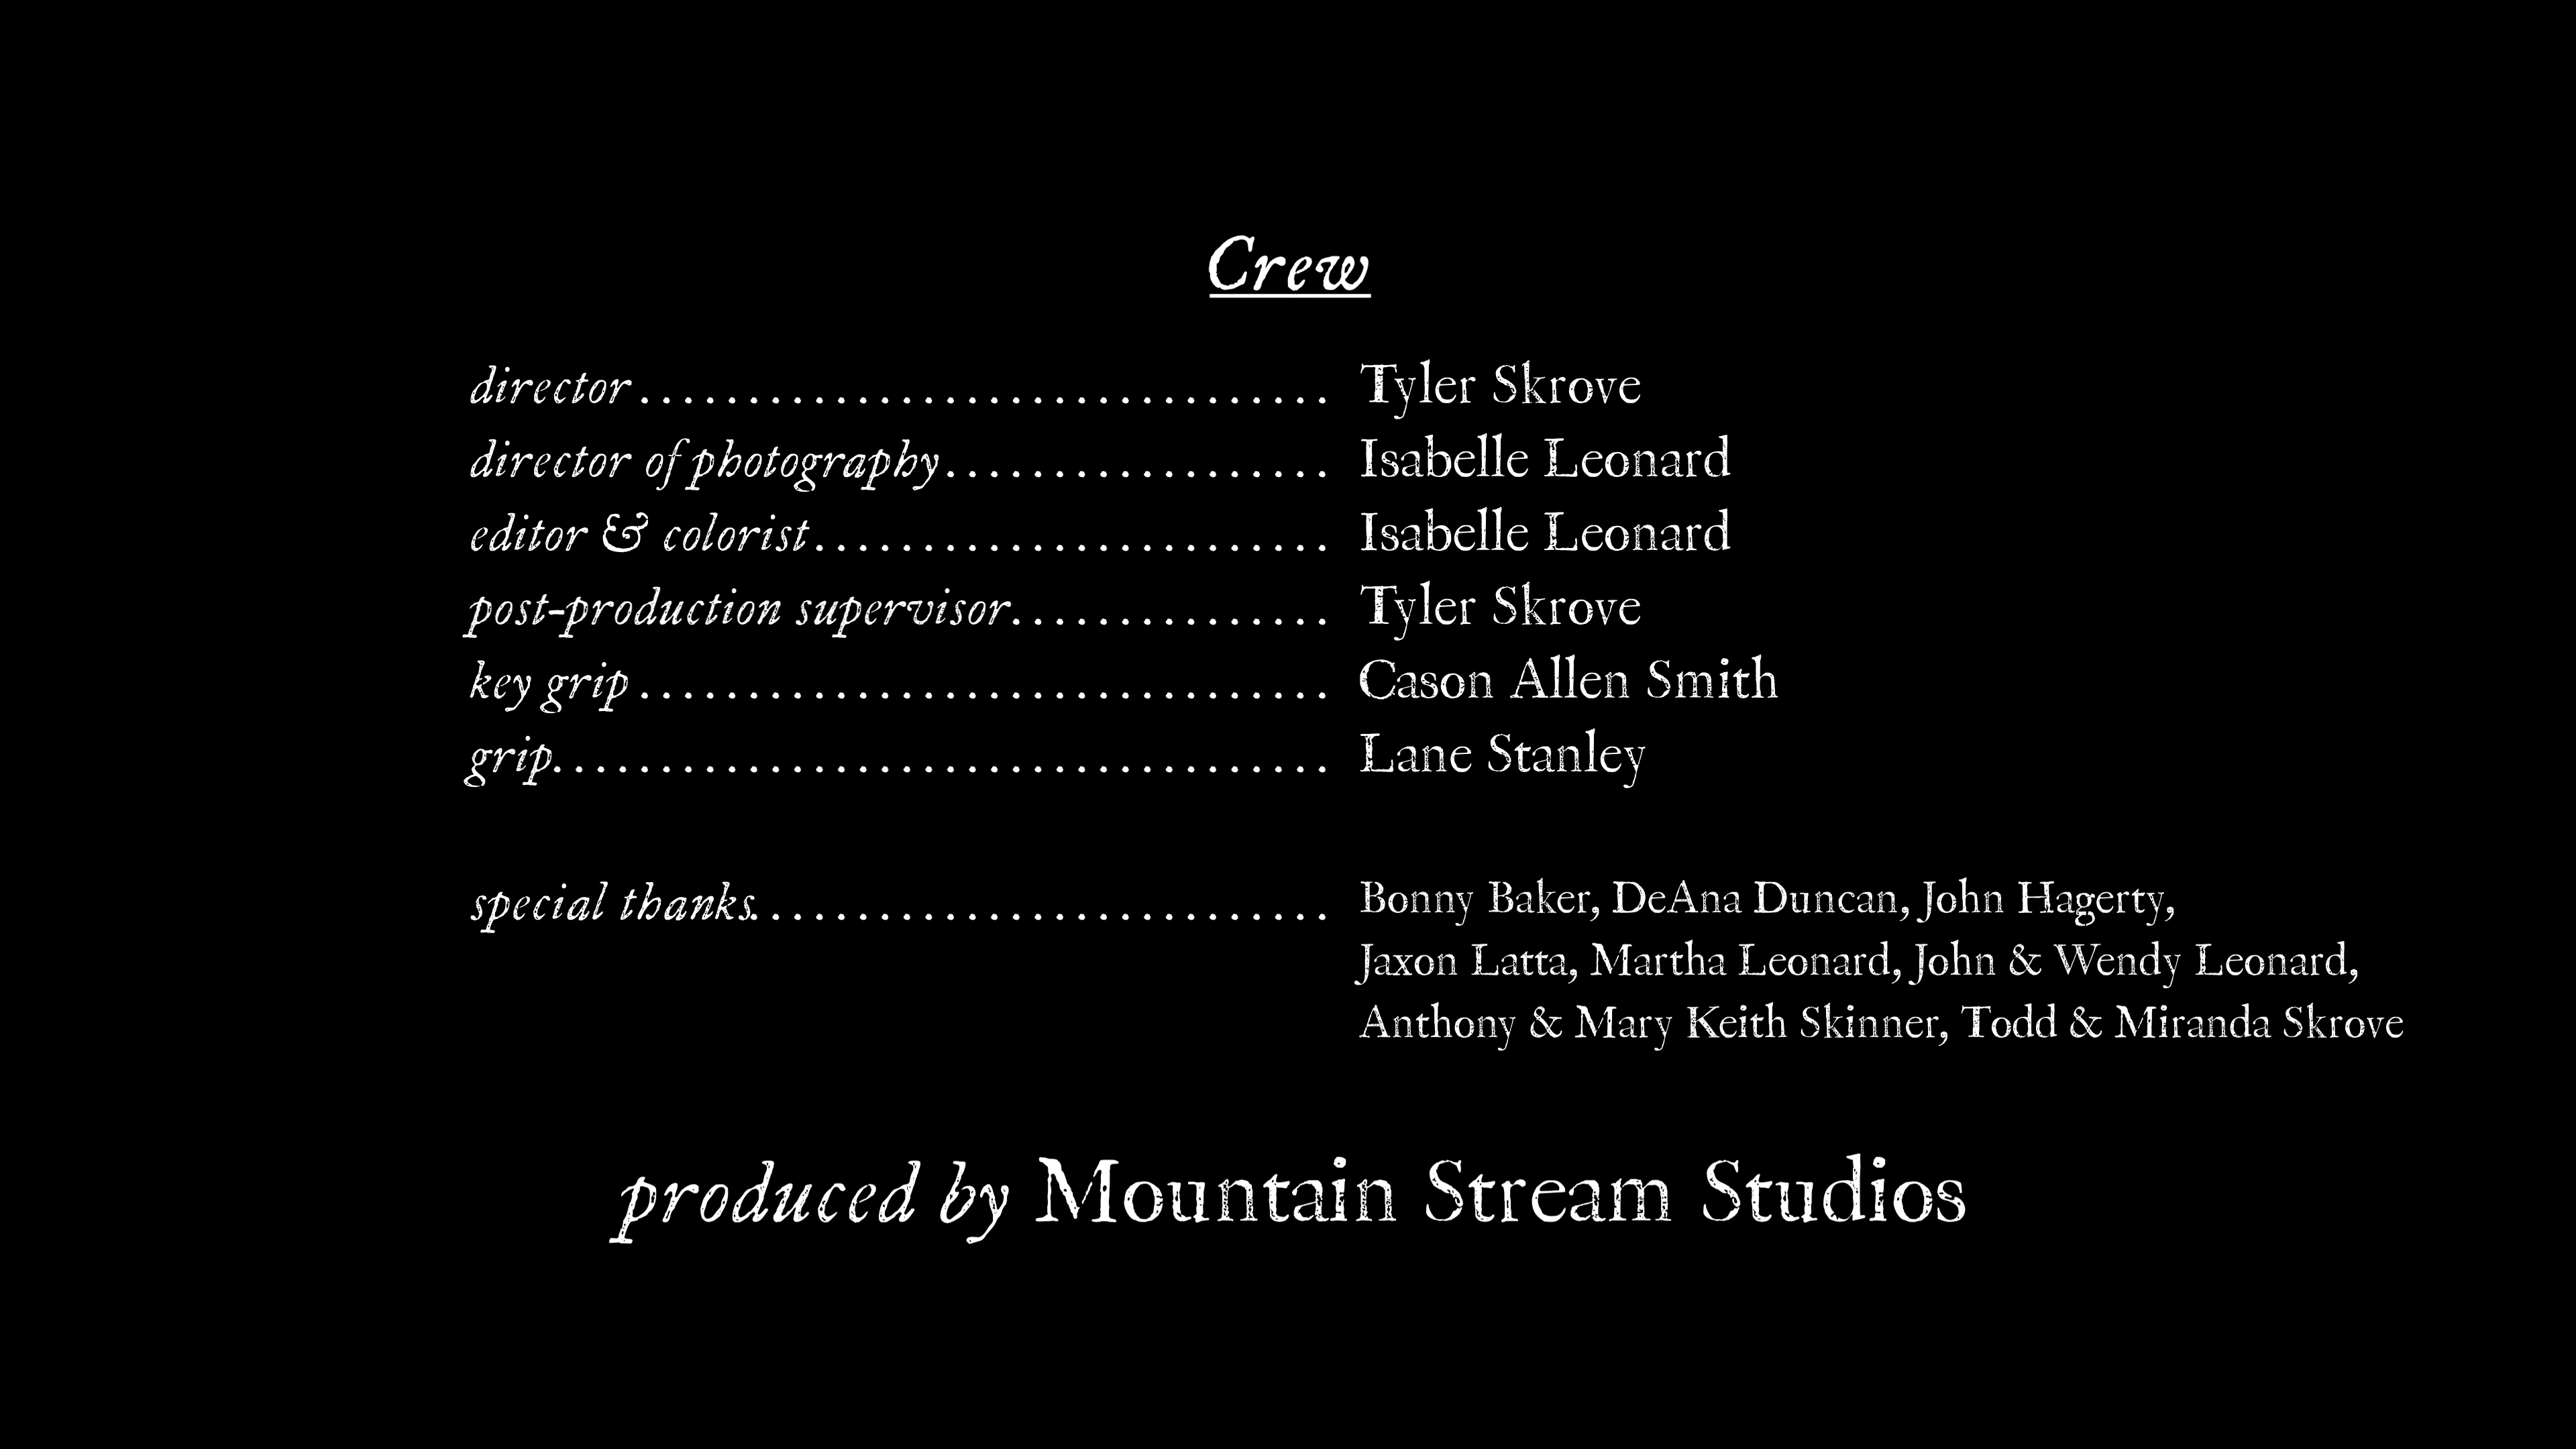 Crew
director................................ Tyler Skrove
director of photography.................. Isabelle Leonard
editor & colorist........................ Isabelle Leonard
post-production supervisor............... Tyler Skrove
key grip................................ Cason Allen Smith
grip.................................... Lane Stanley
special thanks........................... Bonny Baker, DeAna Duncan, John Hagerty,
Jaxon Latta, Martha Leonard, John & Wendy Leonard,
Anthony & Mary Keith Skinner, Todd & Miranda Skrove
produced by Mountain Stream Studios